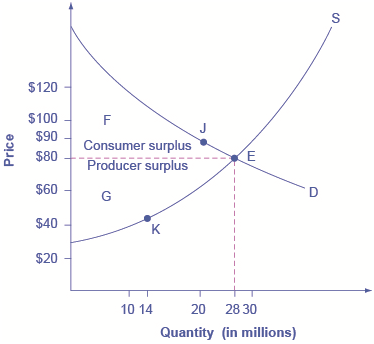 S
$120
$100
F
$90
J
Consumer surplus
$80
E
Producer surplus
$60
G
D
$40
K
$20
Price
10 14 20 28 30
Quantity (in millions)